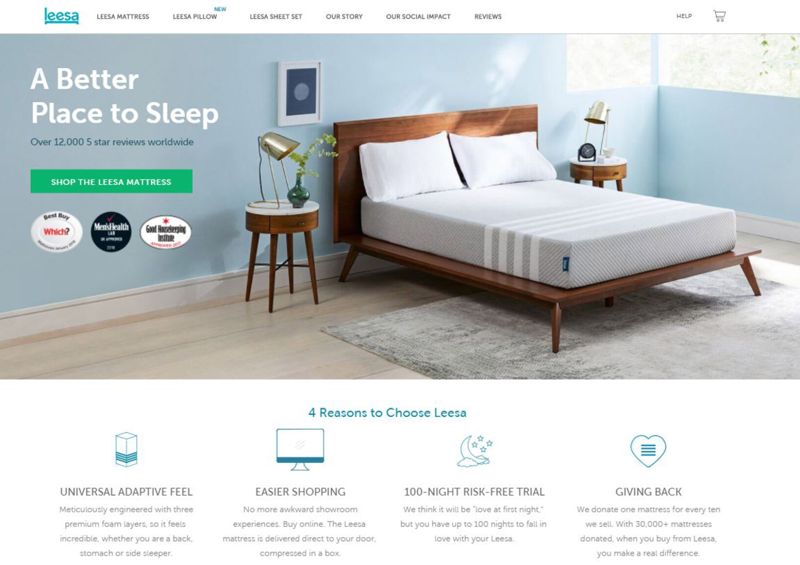 leesa
LEESA MATTRESS
LEESA PILLOW
NEW
LEESA SHEET SET
OUR STORY
OUR SOCIAL IMPACT
REVIEWS
HELP
A Better
Place to Sleep
Over 12,000 5 star reviews worldwide
SHOP THE LEESA MATTRESS
Best Buy
Which?
Men'sHealth
LAB
Good Housekeeping
Institute
4 Reasons to Choose Leesa
UNIVERSAL ADAPTIVE FEEL
Meticulously engineered with three
premium foam layers, so it feels
incredible, whether you are a back,
stomach or side sleeper.
EASIER SHOPPING
No more awkward showroom
experiences. Buy online. The Leesa
mattress is delivered direct to your door,
compressed in a box.
100-NIGHT RISK-FREE TRIAL
We think it will be "love at first night,"
but you have up to 100 nights to fall in
love with your Leesa.
GIVING BACK
We donate one mattress for every ten
we sell. With 30,000+ mattresses
donated, when you buy from Leesa,
you make a real difference.